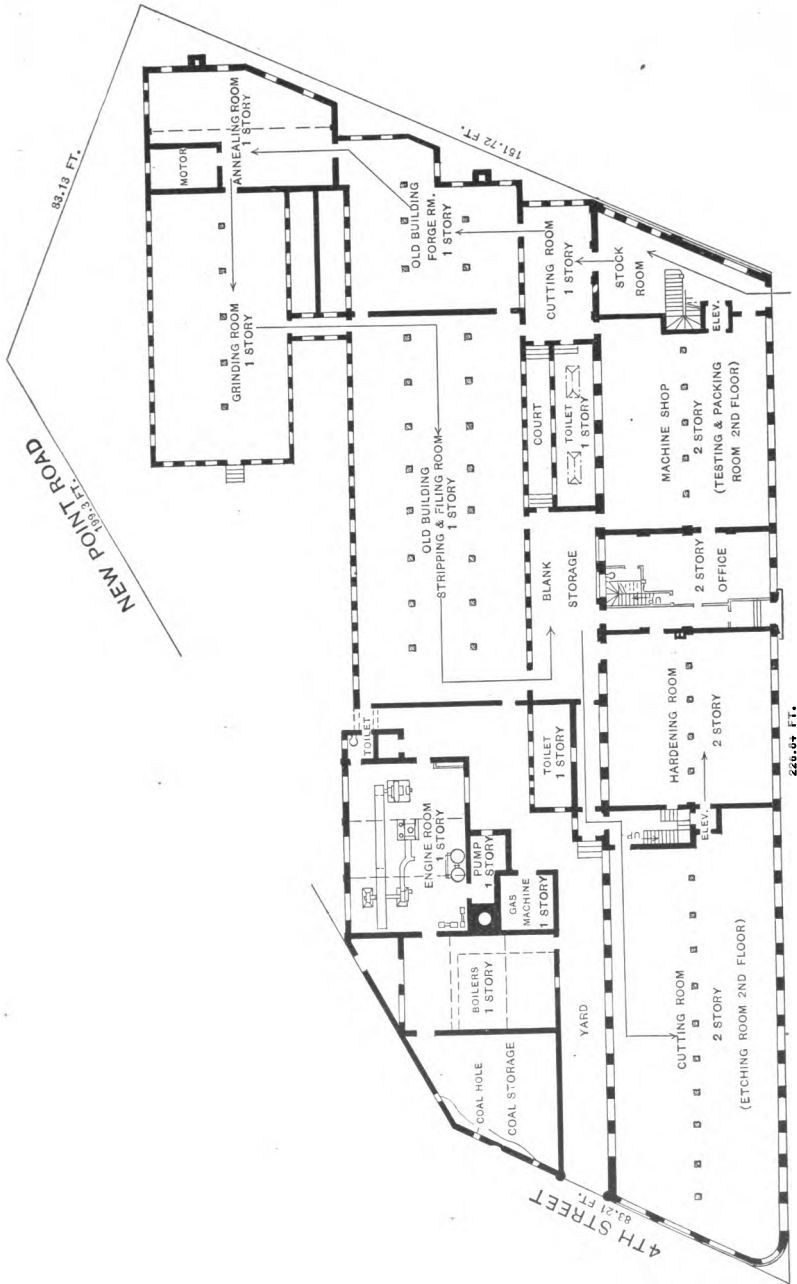 83.13 FT.
NEW POINT ROAD
199.3 FT.
151.72 FT.
MOTOR
ANNEALING ROOM
1 STORY
GRINDING ROOM
1 STORY
OLD BUILDING
FORGE RM.
1 STORY
CUTTING ROOM
1 STORY
STOCK
ROOM
OLD BUILDING
STRIPPING & FILING ROOM
1 STORY
COURT
TOILET
1 STORY
ELEV.
MACHINE SHOP
2 STORY
(TESTING & PACKING
ROOM 2ND FLOOR)
BLANK
STORAGE
2 STORY
OFFICE
UP
TOILET
TOILET
1 STORY
HARDENING ROOM
2 STORY
ENGINE ROOM
1 STORY
PUMP
1 STORY
GAS
MACHINE
1 STORY
BOILERS
1 STORY
COAL HOLE
COAL STORAGE
YARD
UP
ELEV.
CUTTING ROOM
2 STORY
(ETCHING ROOM 2ND FLOOR)
4TH STREET
83.21 FT.
FT.